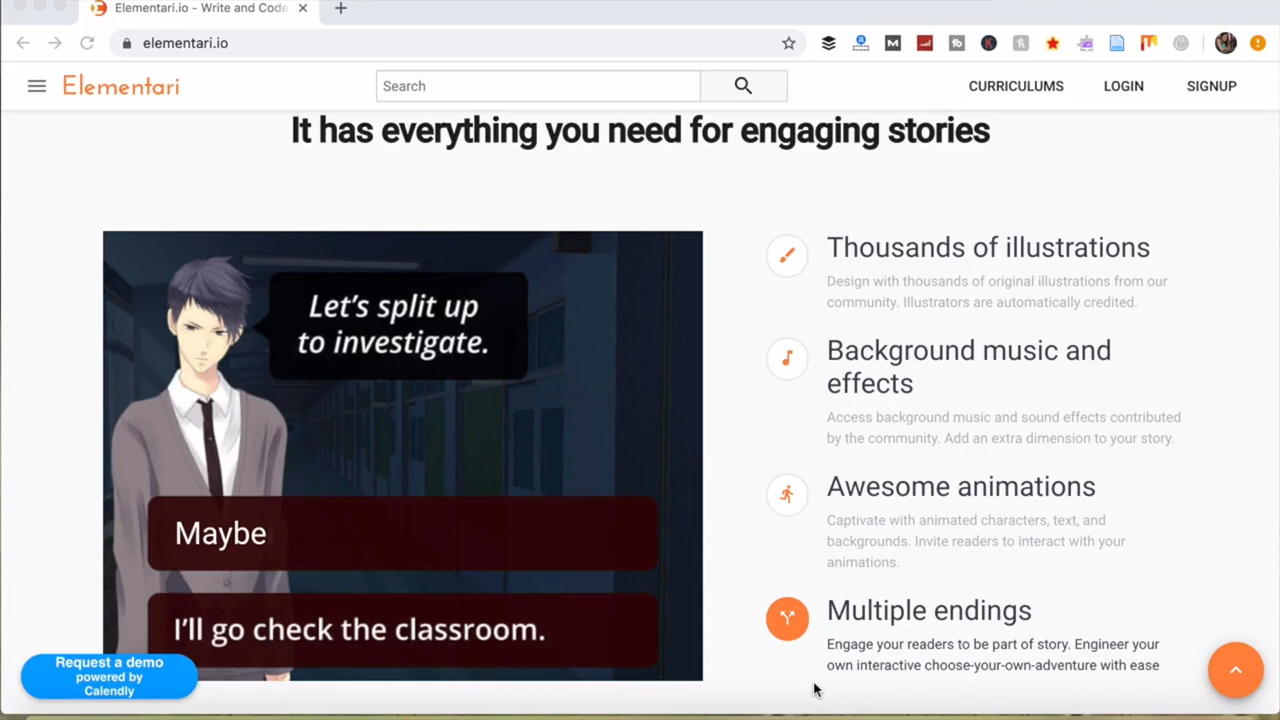 Elementari.io - Write and Code
elementari.io
Elementari
Search
CURRICULUMS
LOGIN
SIGNUP
It has everything you need for engaging stories
Let's split up
to investigate.
Maybe
I'll go check the classroom.
Thousands of illustrations
Design with thousands of original illustrations from our
community. Illustrators are automatically credited.
Background music and
effects
Access background music and sound effects contributed
by the community. Add an extra dimension to your story.
Awesome animations
Captivate with animated characters, text, and
backgrounds. Invite readers to interact with your
animations.
Multiple endings
Engage your readers to be part of story. Engineer your
own interactive choose-your-own-adventure with ease
Request a demo
powered by
Calendly